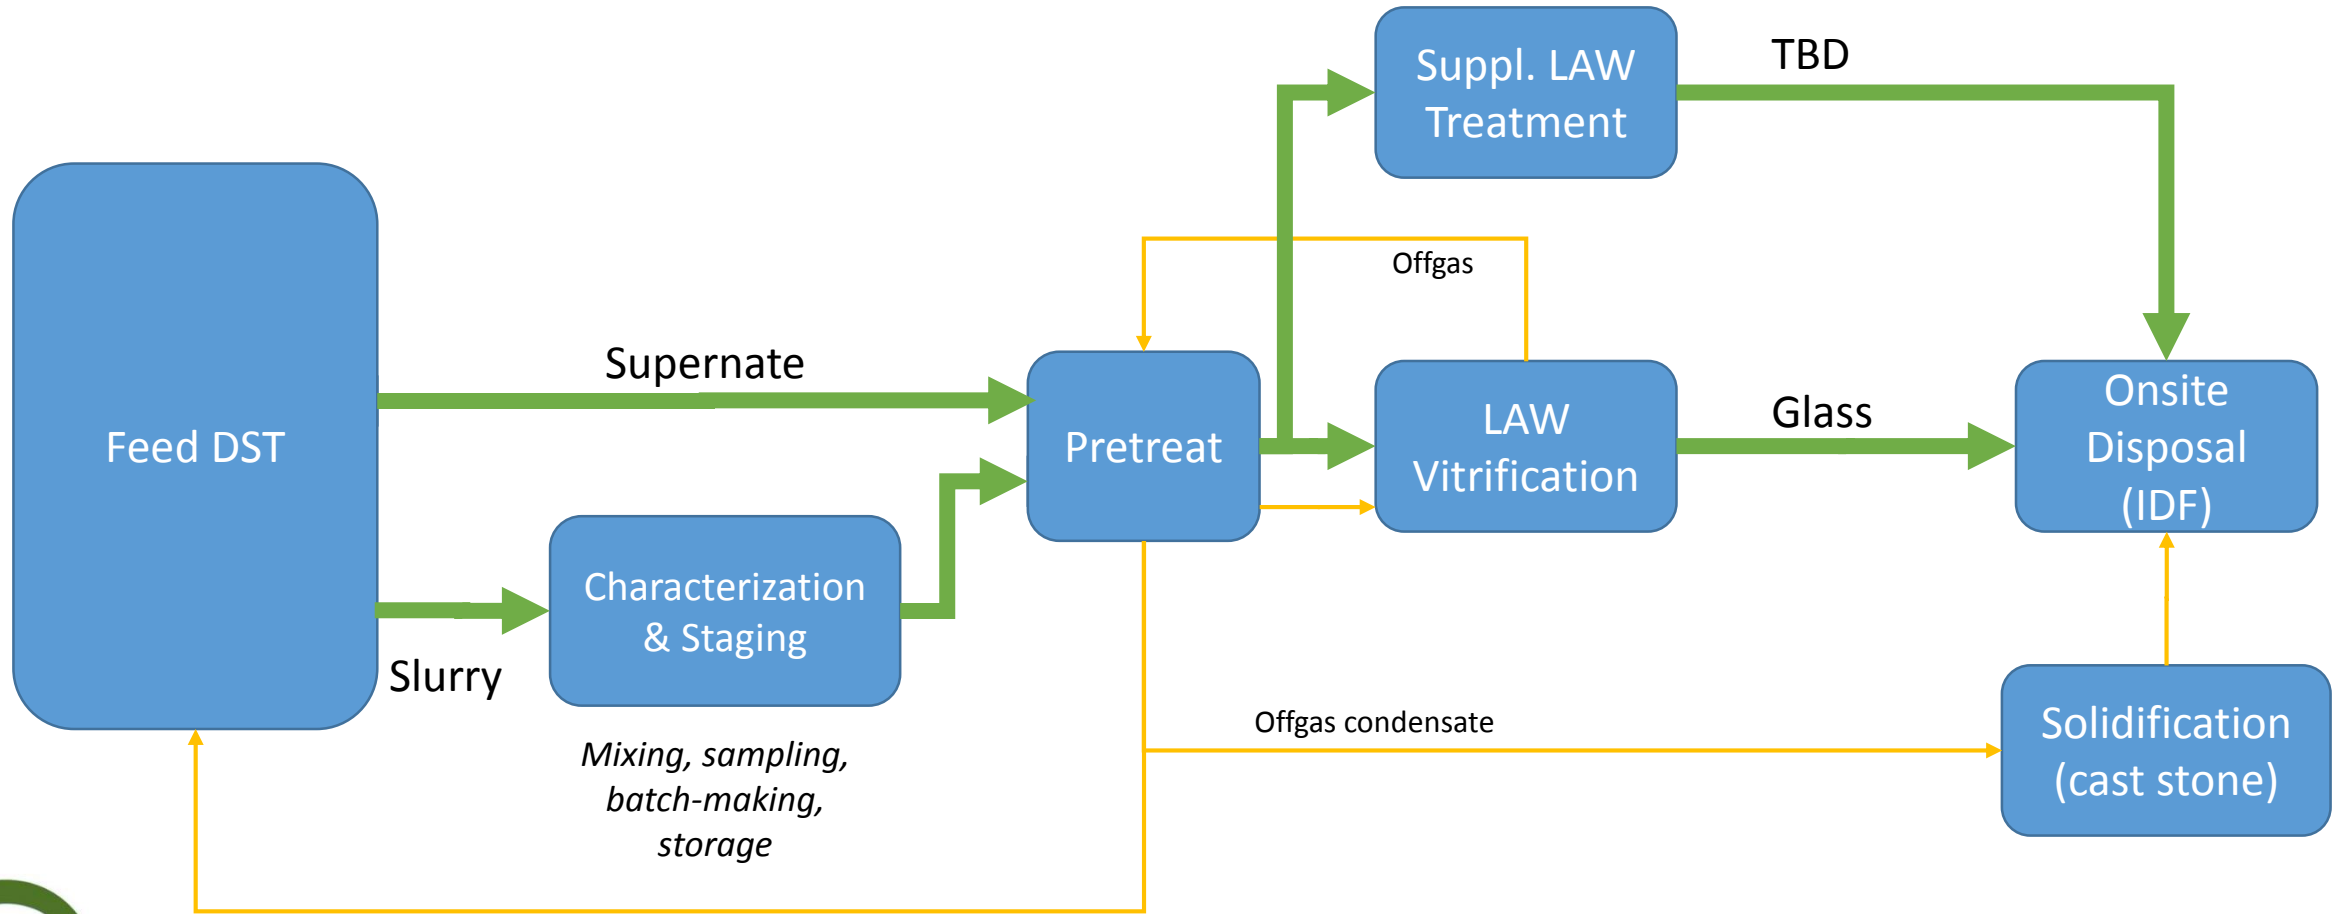 Suppl. LAW
Treatment
TBD
Offgas
Supernate
Feed DST
Pretreat
LAW
Vitrification
Glass
Onsite
Disposal
(IDF)
Characterization
& Staging
Slurry
Mixing, sampling,
batch-making,
storage
Offgas condensate
Solidification
(cast stone)